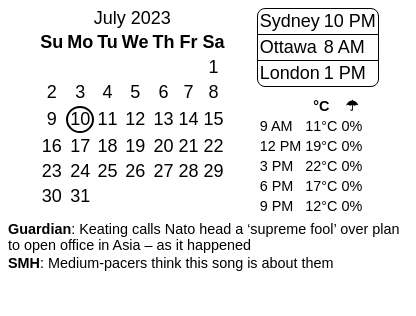 July 2023
Su Mo Tu We Th Fr Sa
1
2 3 4 5 6 7 8
9 10 11 12 13 14 15
16 17 18 19 20 21 22
23 24 25 26 27 28 29
30 31
Sydney 10 PM
Ottawa 8 AM
London 1 PM
°C ☂
9 AM 11°C 0%
12 PM 19°C 0%
3 PM 22°C 0%
6 PM 17°C 0%
9 PM 12°C 0%
Guardian: Keating calls Nato head a ‘supreme fool’ over plan
to open office in Asia – as it happened
SMH: Medium-pacers think this song is about them